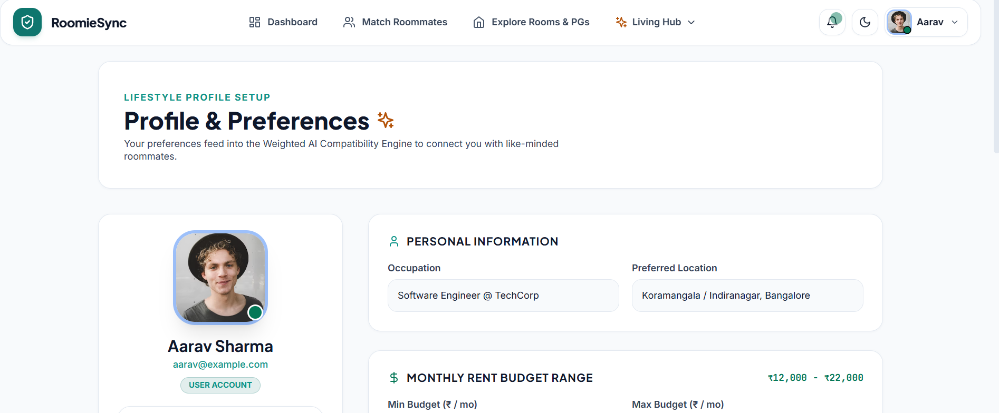 RoomieSync
Dashboard
Match Roommates
Explore Rooms & PGs
Living Hub
Aarav
LIFESTYLE PROFILE SETUP
Profile & Preferences
Your preferences feed into the Weighted AI Compatibility Engine to connect you with like-minded
roommates.
Aarav Sharma
aarav@example.com
USER ACCOUNT
PERSONAL INFORMATION
Occupation
Software Engineer @ TechCorp
Preferred Location
Koramangala / Indiranagar, Bangalore
$ MONTHLY RENT BUDGET RANGE
₹12,000 - ₹22,000
Min Budget (₹ / mo)
Max Budget (₹ / mo)